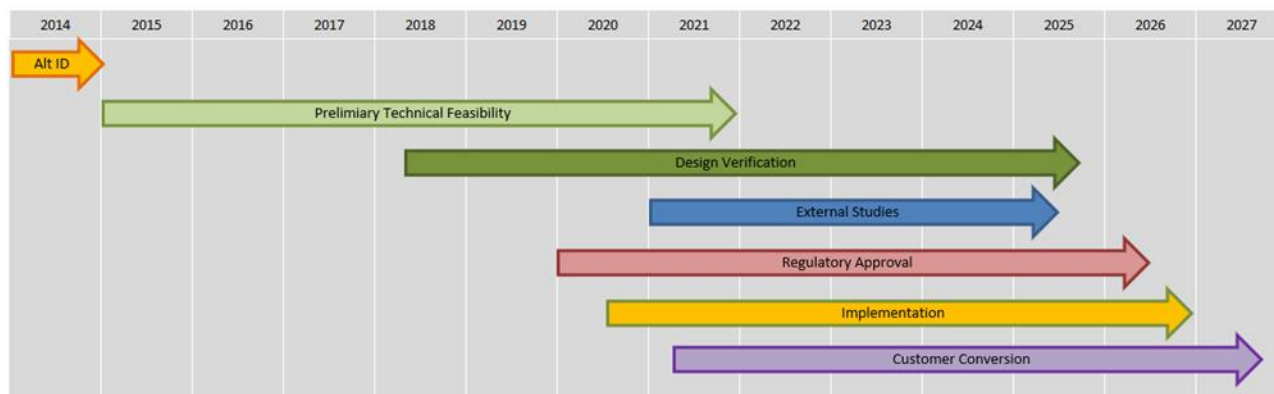 2014 2015 2016 2017 2018 2019 2020 2021 2022 2023 2024 2025 2026 2027
Alt ID
Prelimiary Technical Feasibility
Design Verification
External Studies
Regulatory Approval
Implementation
Customer Conversion